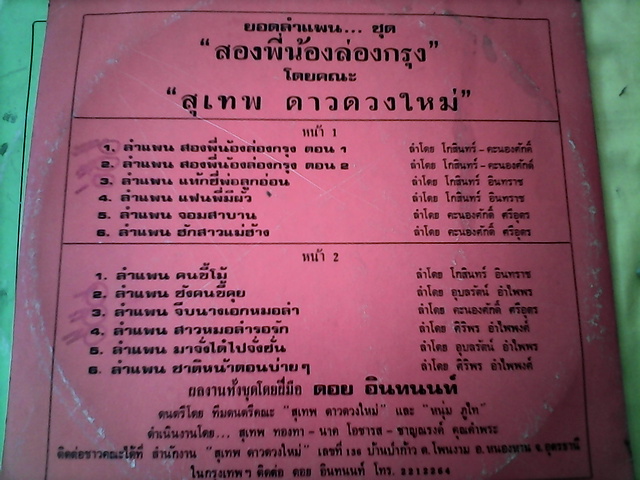 ยอดลำแพน... ชุด
“สองพี่น้องล่องกรุง”
โดยคณะ
“สุเทพ ดาวดวงใหม่”
หน้า 1
1. ลำแพน สองพี่น้องล่องกรุง ตอน 1 ลำโดย โกสินทร์-คะนองศักดิ์
2. ลำแพน สองพี่น้องล่องกรุง ตอน 2 ลำโดย โกสินทร์-คะนองศักดิ์
3. ลำแพน แท้กซี่พ่อลูกอ่อน ลำโดย โกสินทร์ อินทราช
4. ลำแพน แฟนพี่มีผัว ลำโดย โกสินทร์ อินทราช
5. ลำแพน จอมสาบาน ลำโดย คะนองศักดิ์ ศรีอุดร
6. ลำแพน ฮักสาวแม่ฮ้าง ลำโดย คะนองศักดิ์ ศรีอุดร
หน้า 2
1. ลำแพน คนขี้โม้ ลำโดย โกสินทร์ อินทราช
2. ลำแพน ชังคนขี้คุย ลำโดย อุบลรัตน์ อำไพพร
3. ลำแพน จีบนางเอกหมอลำ ลำโดย คะนองศักดิ์ ศรีอุดร
4. ลำแพน สาวหมอลำรอรัก ลำโดย ศิริพร อำไพพงศ์
5. ลำแพน มาจั่งใด๋ไปจั่งซั่น ลำโดย อุบลรัตน์ อำไพพร
6. ลำแพน ชาติหน้าตอนบ่ายๆ ลำโดย ศิริพร อำไพพงศ์
ผลงานทั้งชุดโดยฝีมือ ดอย อินทนนท์
ดนตรีโดย ทีมดนตรีคณะ “สุเทพ ดาวดวงใหม่” และ “หนุ่ม ภูไท”
ดำเนินงานโดย... สุเทพ ทองทา - นาค โอชารส - ชาญณรงค์ คุณคำพระ
ติดต่อชาวคณะได้ที่ สำนักงาน “สุเทพ ดาวดวงใหม่” เลขที่ 136 บ้านป่าก้าว ต.โพนงาม อ.หนองหาน จ.อุดรธานี
ในกรุงเทพฯ ติดต่อ ดอย อินทนนท์ โทร. 2212364